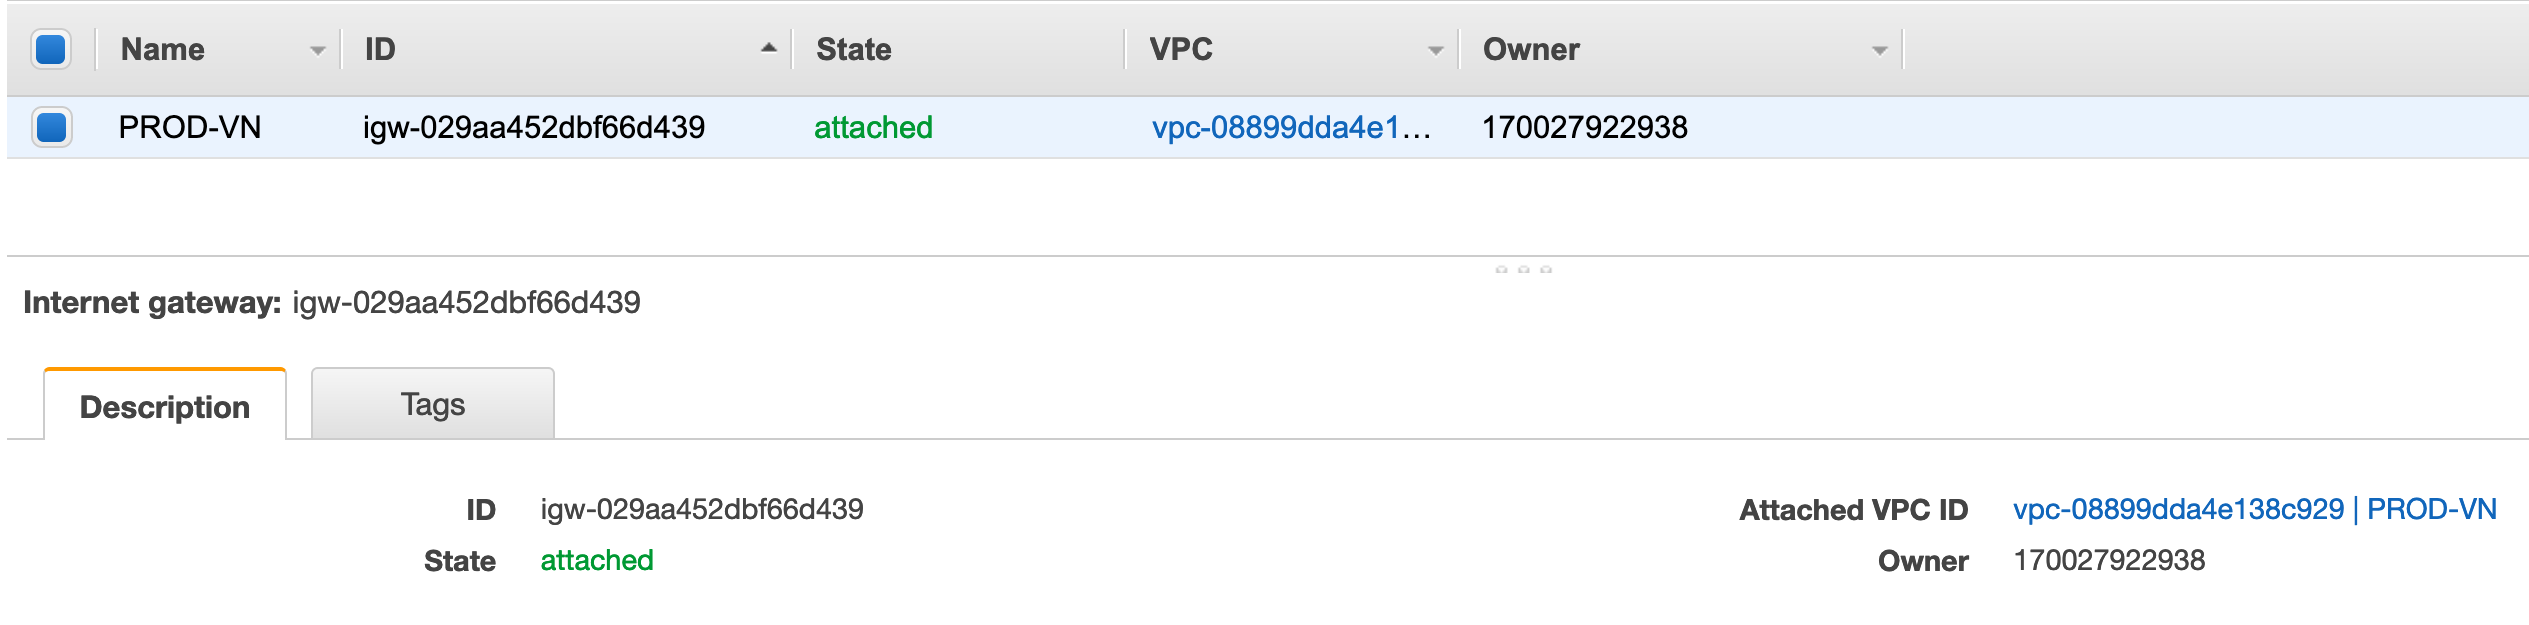 Name ID State VPC Owner
PROD-VN igw-029aa452dbf66d439 attached vpc-08899dda4e1... 170027922938
Internet gateway: igw-029aa452dbf66d439
Description Tags
ID igw-029aa452dbf66d439 Attached VPC ID vpc-08899dda4e138c929 | PROD-VN
State attached Owner 170027922938